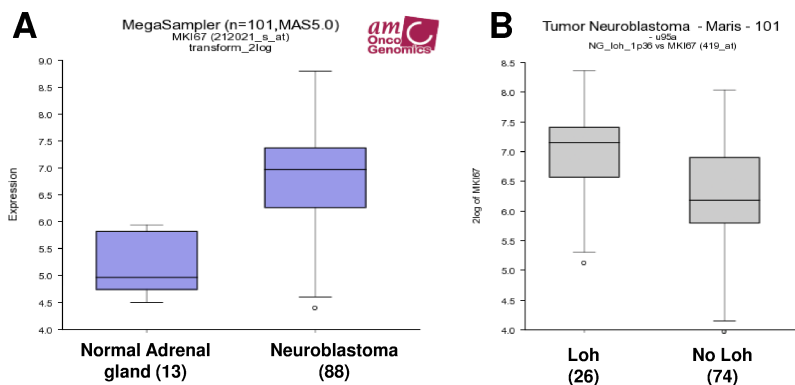 A
MegaSampler (n=101,MAS5.0)
MKI67 (212021_s_at)
transform_2log
amc
Onco
Genomics
Expression
9.0
8.5
8.0
7.5
7.0
6.5
6.0
5.5
5.0
4.5
4.0
Normal Adrenal
gland (13)
Neuroblastoma
(88)
B
Tumor Neuroblastoma - Maris - 101
- u95a
NG_loh_1p36 vs MKI67 (419_at)
2log of MKI67
8.5
8.0
7.5
7.0
6.5
6.0
5.5
5.0
4.5
4.0
Loh
(26)
No Loh
(74)